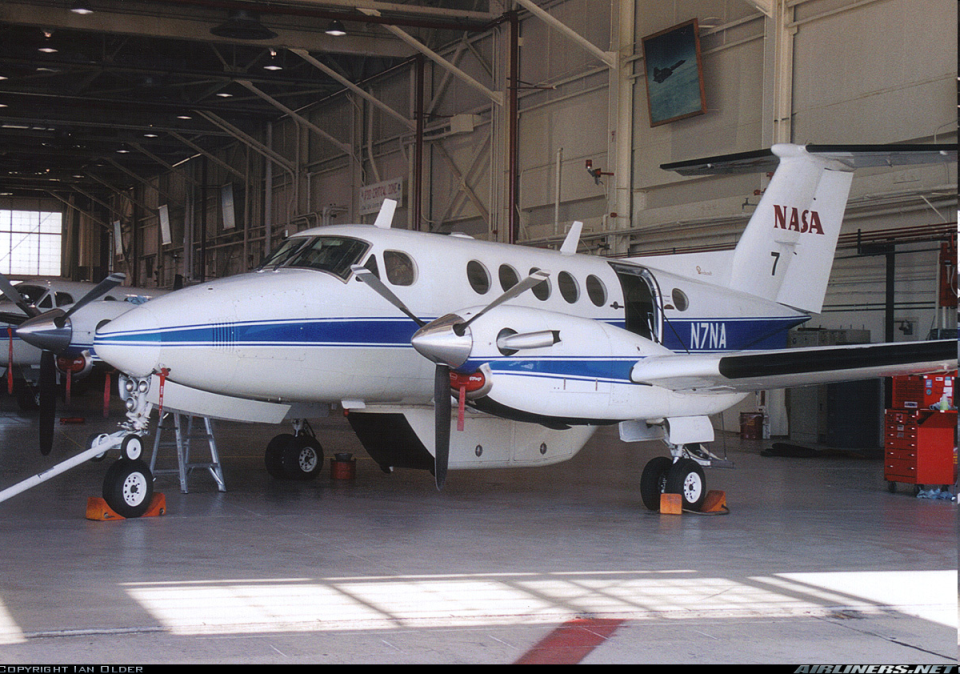 NASA
7
N7NA
COPYRIGHT IAN OLDER
AIRLINERS.NET